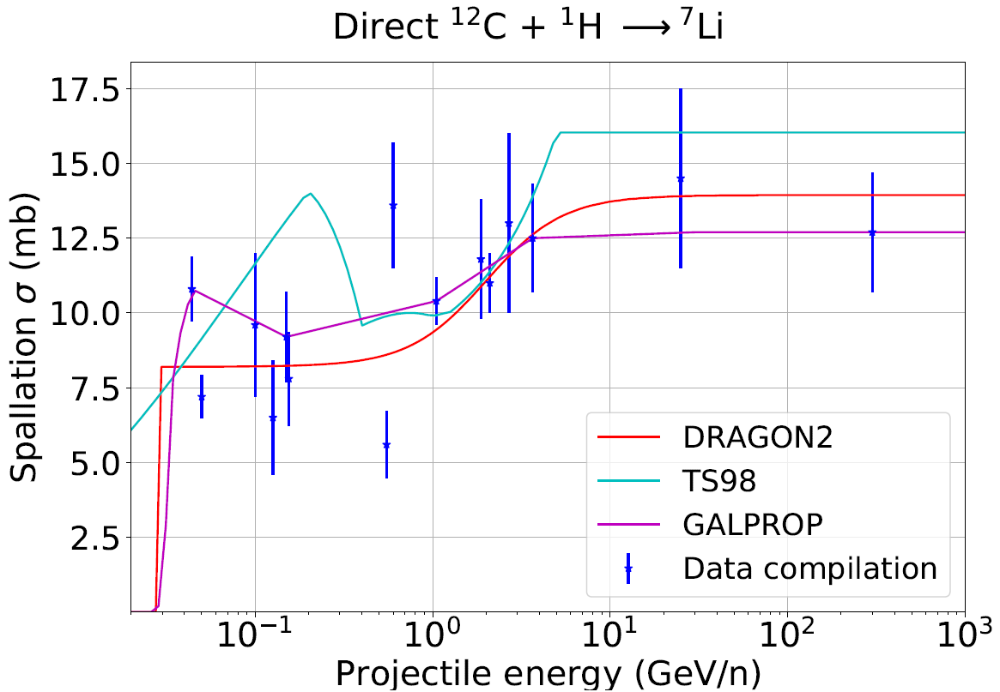 Direct ¹²C + ¹H ⟶ ⁷Li
Spallation σ (mb)
17.5
15.0
12.5
10.0
7.5
5.0
2.5
DRAGON2
TS98
GALPROP
Data compilation
10⁻¹ 10⁰ 10¹ 10² 10³
Projectile energy (GeV/n)